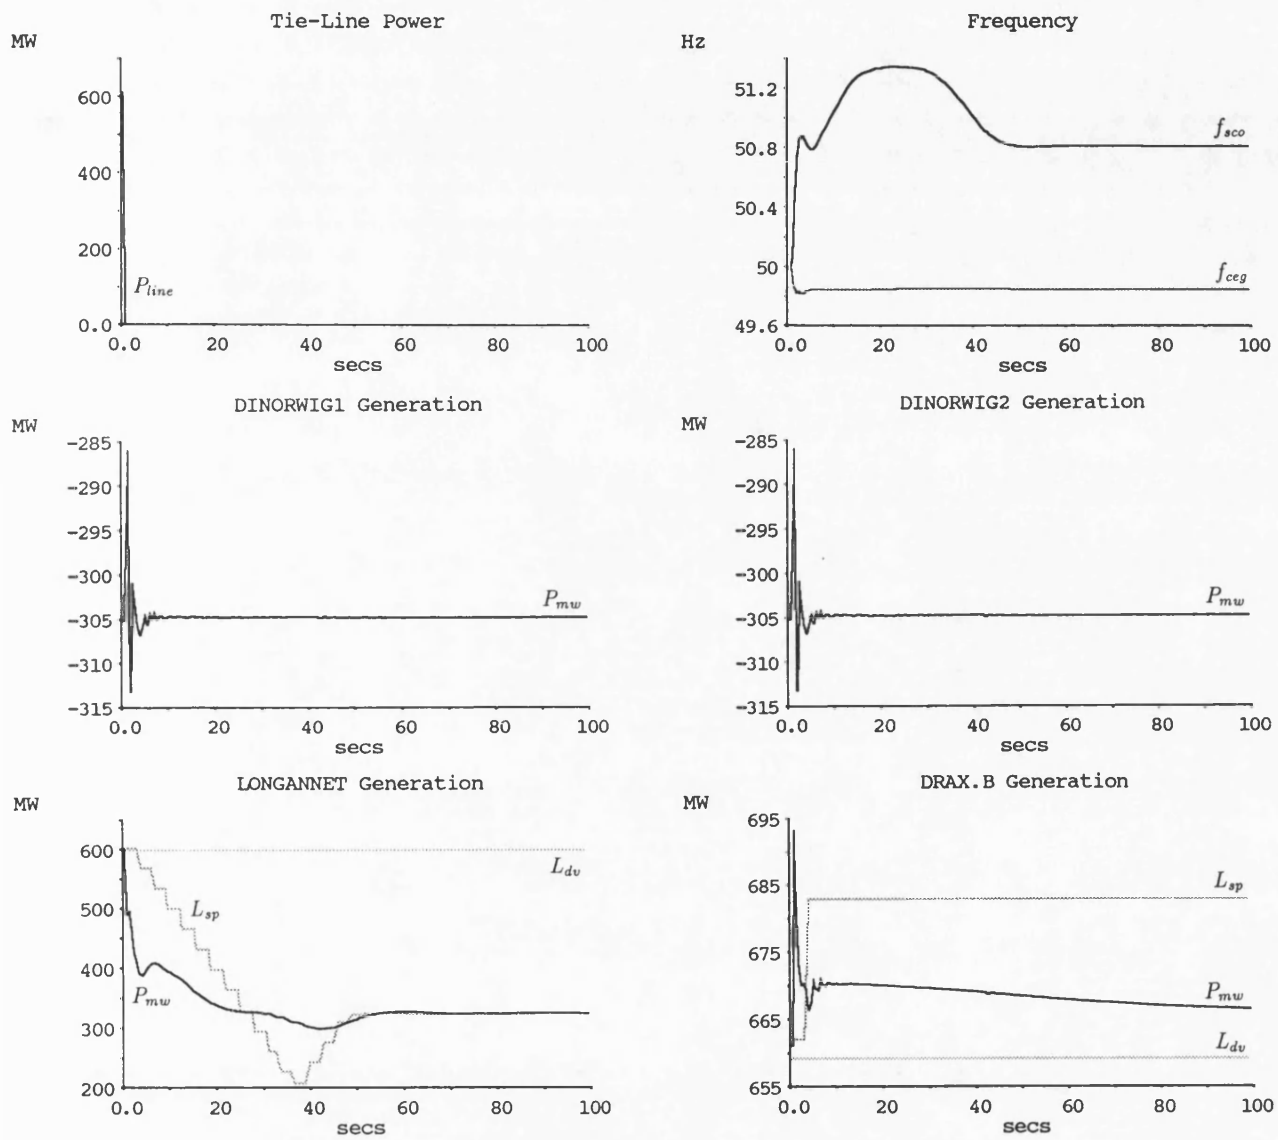 Tie-Line Power
MW
600
400
200
0.0
P_line
0.0 20 40 60 80 100
secs
Frequency
Hz
51.2
50.8
50.4
50
49.6
f_sco
f_ceg
0.0 20 40 60 80 100
secs
DINORWIG1 Generation
MW
-285
-290
-295
-300
-305
-310
-315
P_mw
0.0 20 40 60 80 100
secs
DINORWIG2 Generation
MW
-285
-290
-295
-300
-305
-310
-315
P_mw
0.0 20 40 60 80 100
secs
LONGANNET Generation
MW
600
500
400
300
200
L_dv
L_sp
P_mw
0.0 20 40 60 80 100
secs
DRAX.B Generation
MW
695
685
675
665
655
L_sp
P_mw
L_dv
0.0 20 40 60 80 100
secs